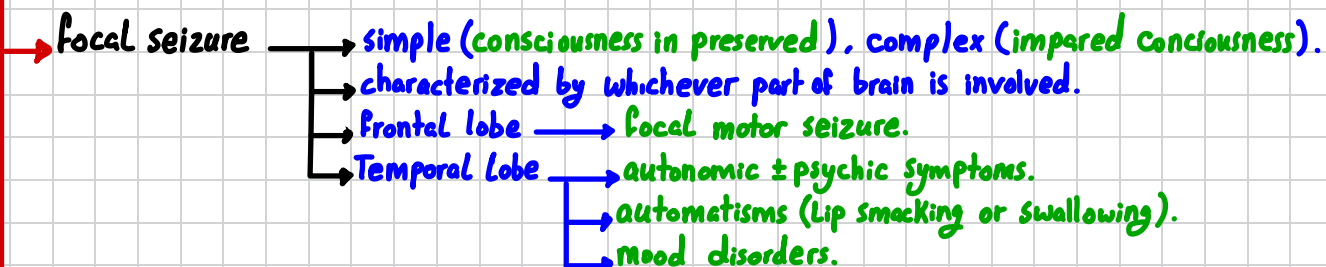 focal seizure → simple (consciousness in preserved), complex (impared conciousness).
→ characterized by whichever part of brain is involved.
→ frontal lobe → focal motor seizure.
→ Temporal Lobe → autonomic ± psychic symptoms.
→ automatisms (Lip smacking or swallowing).
→ mood disorders.